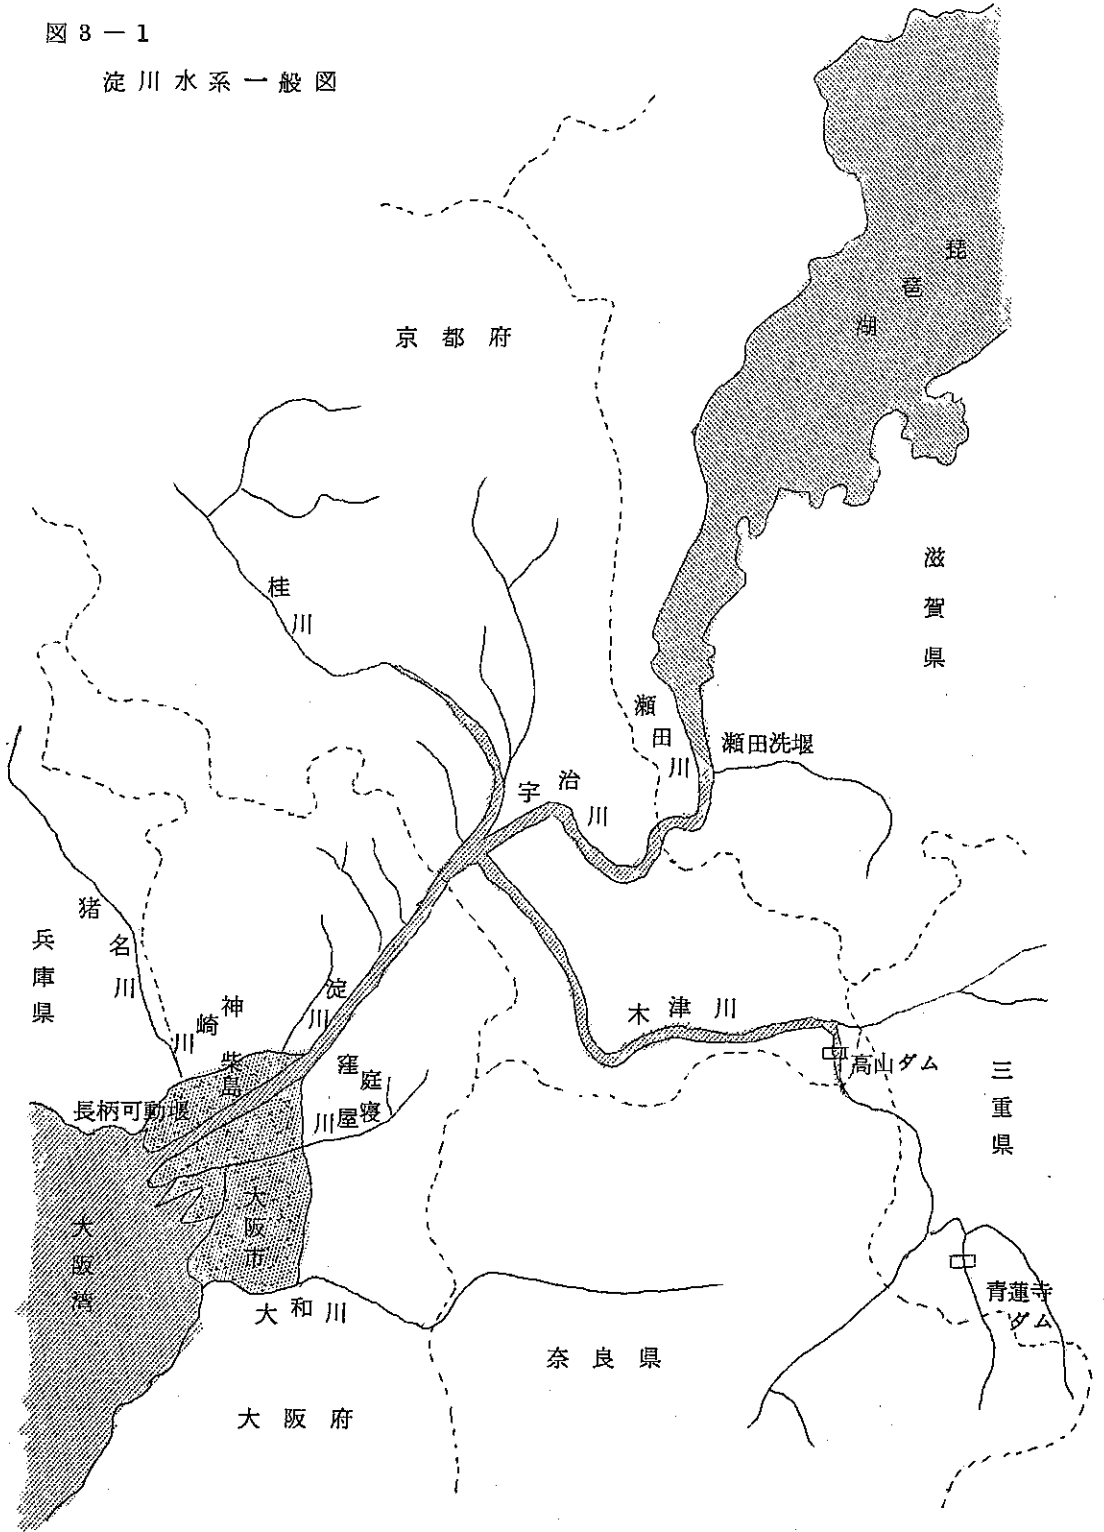 図3－1
淀川水系一般図
琵琶湖
京都府
滋賀県
桂川
瀬田川
瀬田洗堰
宇治川
猪名川
兵庫県
神崎川
淀川
木津川
高山ダム
三重県
柴島
長柄可動堰
窪庭
寝屋川
大阪市
大阪湾
大和川
青蓮寺
ダム
奈良県
大阪府